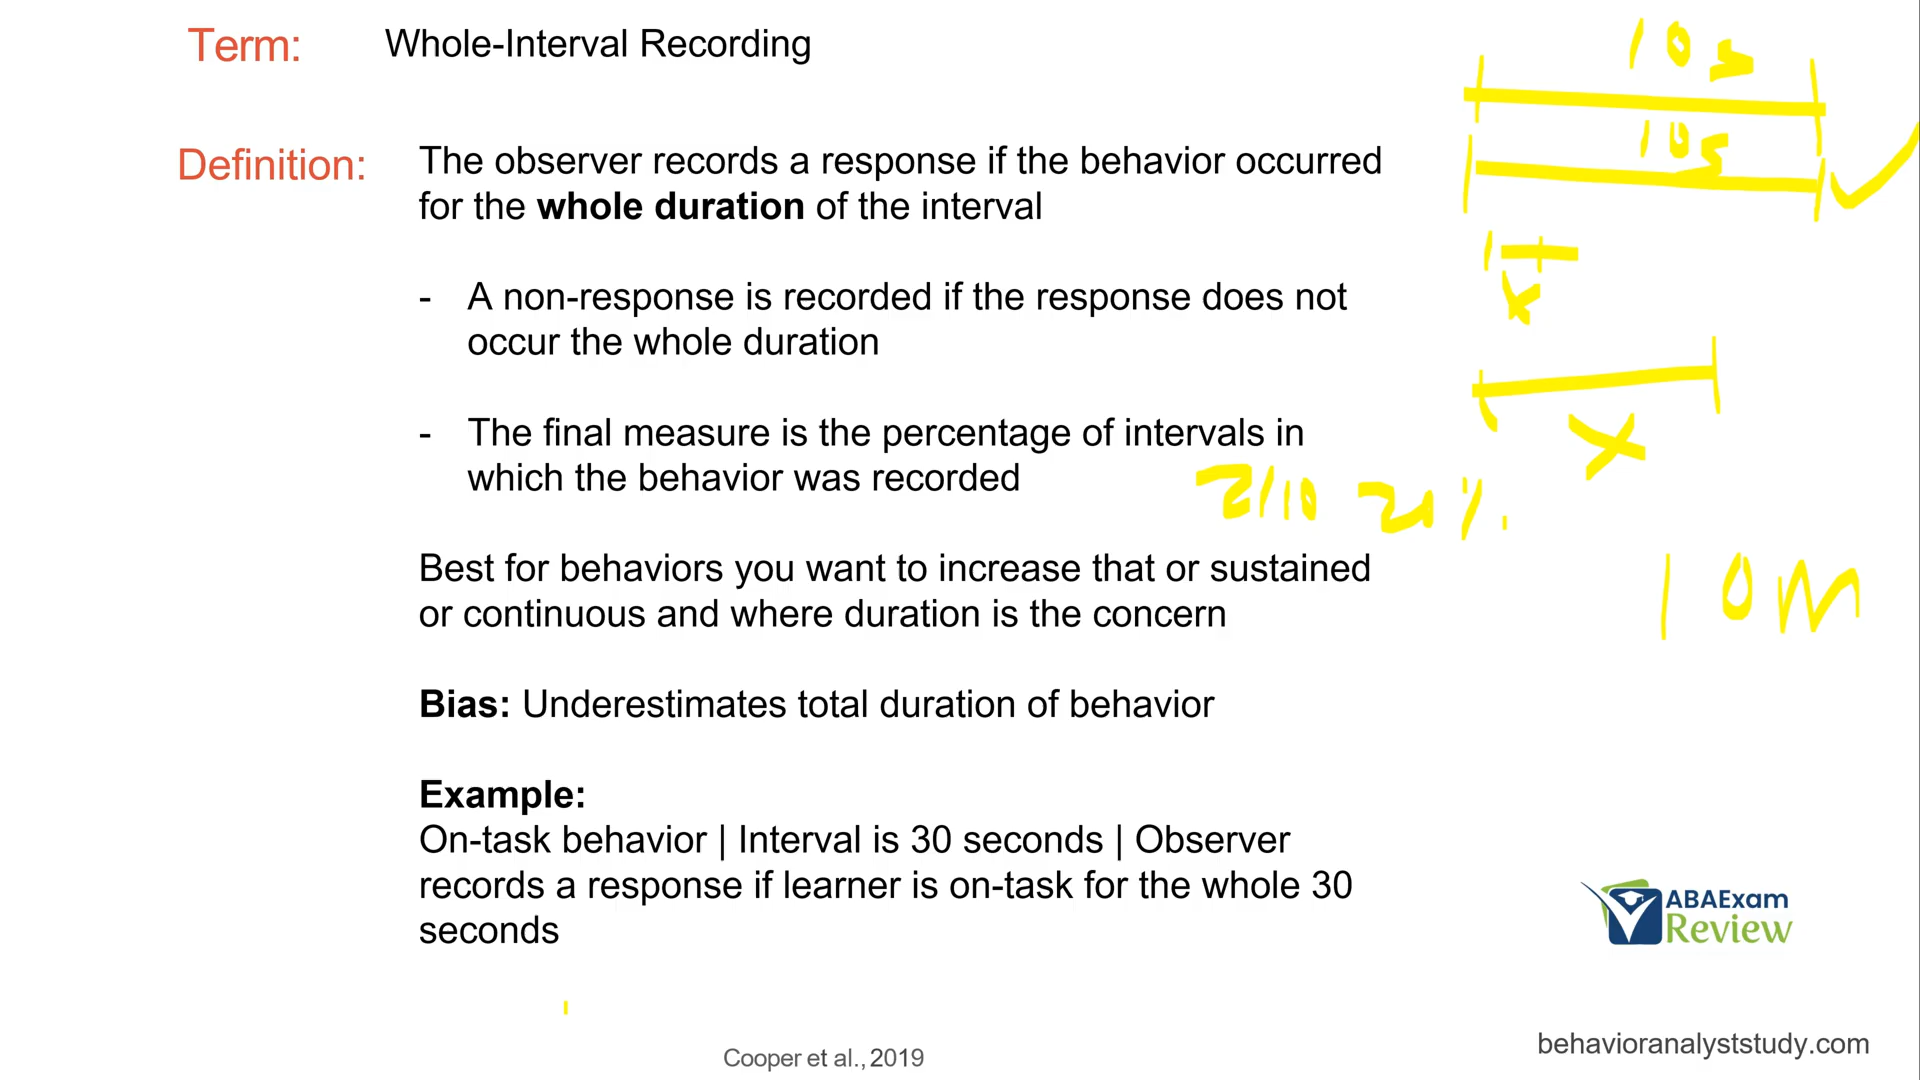 Term: Whole-Interval Recording
10s
Definition: The observer records a response if the behavior occurred
for the whole duration of the interval
10s
- A non-response is recorded if the response does not
occur the whole duration
- The final measure is the percentage of intervals in
which the behavior was recorded
2/10 20%
Best for behaviors you want to increase that or sustained
or continuous and where duration is the concern
10m
Bias: Underestimates total duration of behavior
Example:
On-task behavior | Interval is 30 seconds | Observer
records a response if learner is on-task for the whole 30
seconds
ABAExam
Review
Cooper et al., 2019
behavioranalyststudy.com